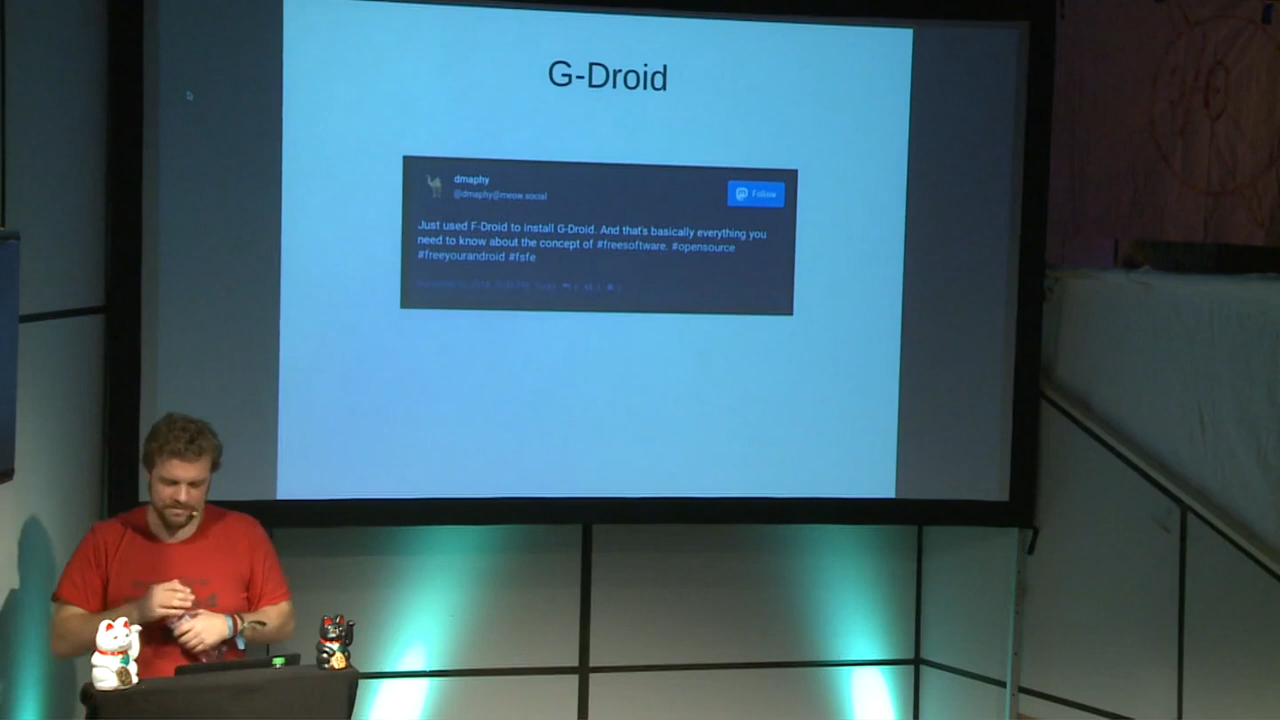 G-Droid
dmaphy
@dmaphy@meow.social
Follow
Just used F-Droid to install G-Droid. And that's basically everything you
need to know about the concept of #freesoftware. #opensource
#freeyourandroid #fsfe